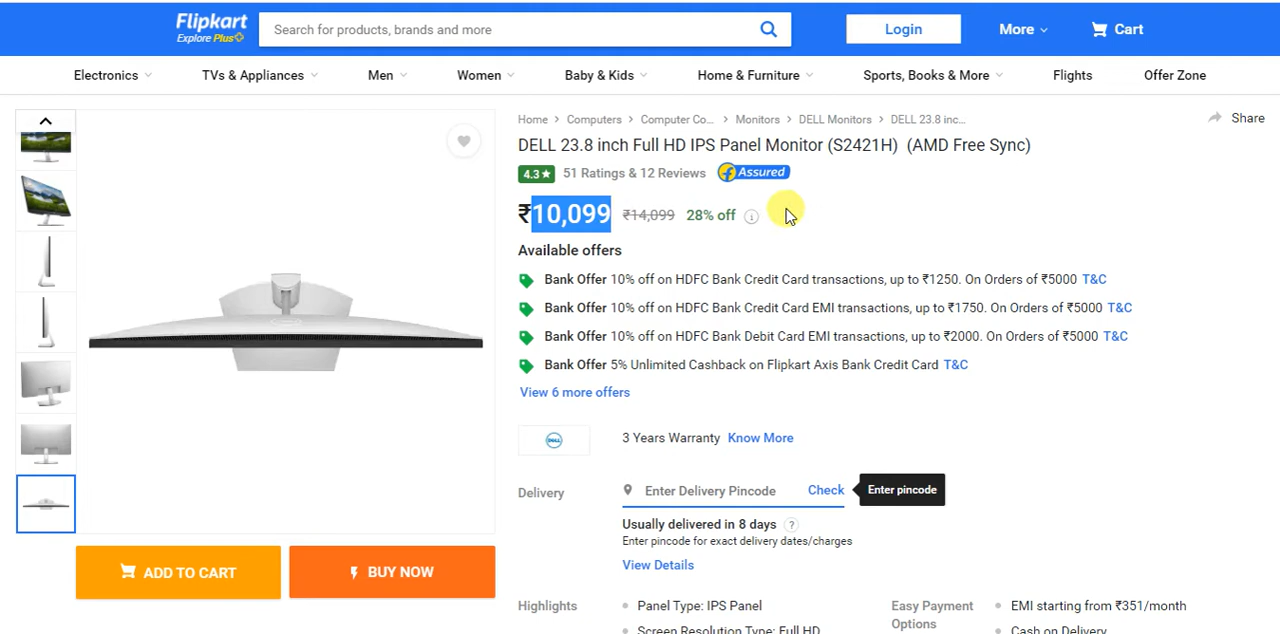 Flipkart
Explore Plus
Search for products, brands and more
Login
More
Cart
Electronics
TVs & Appliances
Men
Women
Baby & Kids
Home & Furniture
Sports, Books & More
Flights
Offer Zone
Home > Computers > Computer Co... > Monitors > DELL Monitors > DELL 23.8 inc...
Share
DELL 23.8 inch Full HD IPS Panel Monitor (S2421H) (AMD Free Sync)
4.3★ 51 Ratings & 12 Reviews Assured
₹10,099 ₹14,099 28% off i
Available offers
Bank Offer 10% off on HDFC Bank Credit Card transactions, up to ₹1250. On Orders of ₹5000 T&C
Bank Offer 10% off on HDFC Bank Credit Card EMI transactions, up to ₹1750. On Orders of ₹5000 T&C
Bank Offer 10% off on HDFC Bank Debit Card EMI transactions, up to ₹2000. On Orders of ₹5000 T&C
Bank Offer 5% Unlimited Cashback on Flipkart Axis Bank Credit Card T&C
View 6 more offers
DELL
3 Years Warranty Know More
Delivery
Enter Delivery Pincode
Check
Enter pincode
Usually delivered in 8 days ?
Enter pincode for exact delivery dates/charges
View Details
ADD TO CART
BUY NOW
Highlights
Panel Type: IPS Panel
Screen Resolution Type: Full HD
Easy Payment
Options
EMI starting from ₹351/month
Cash on Delivery